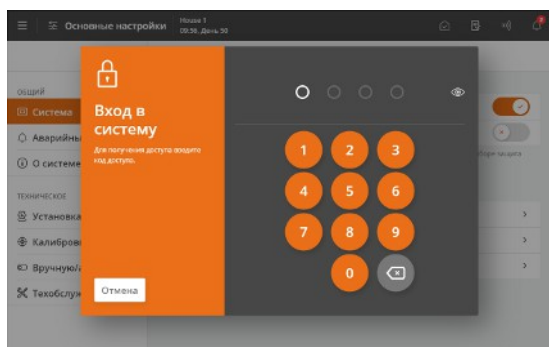 Основные настройки
House 1
09:56, День 50
ОБЩИЙ
Система
Аварийны
О системе
ТЕХНИЧЕСКОЕ
Установка
Калибров
Вручную/
Техобслуж
Вход в
систему
Для получения доступа введите
код доступа.
Отмена
1 2 3
4 5 6
7 8 9
0